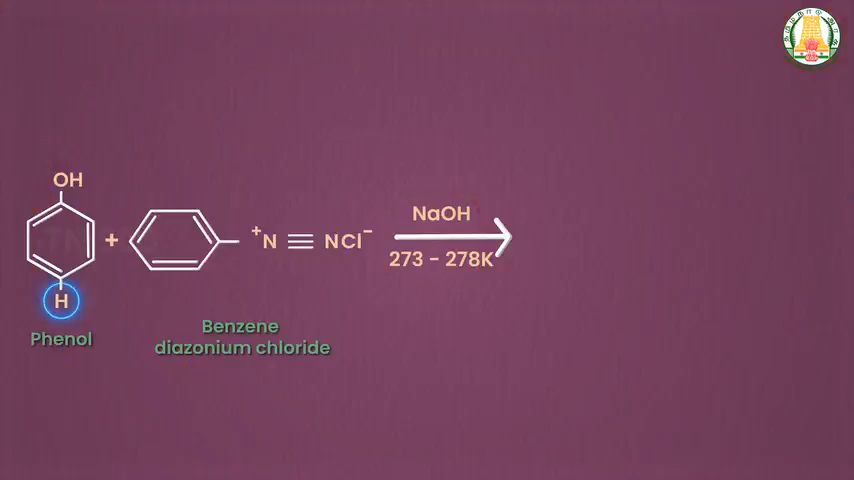 OH
+
+N ≡ NCl−
NaOH
273 - 278K
H
Phenol
Benzene
diazonium chloride